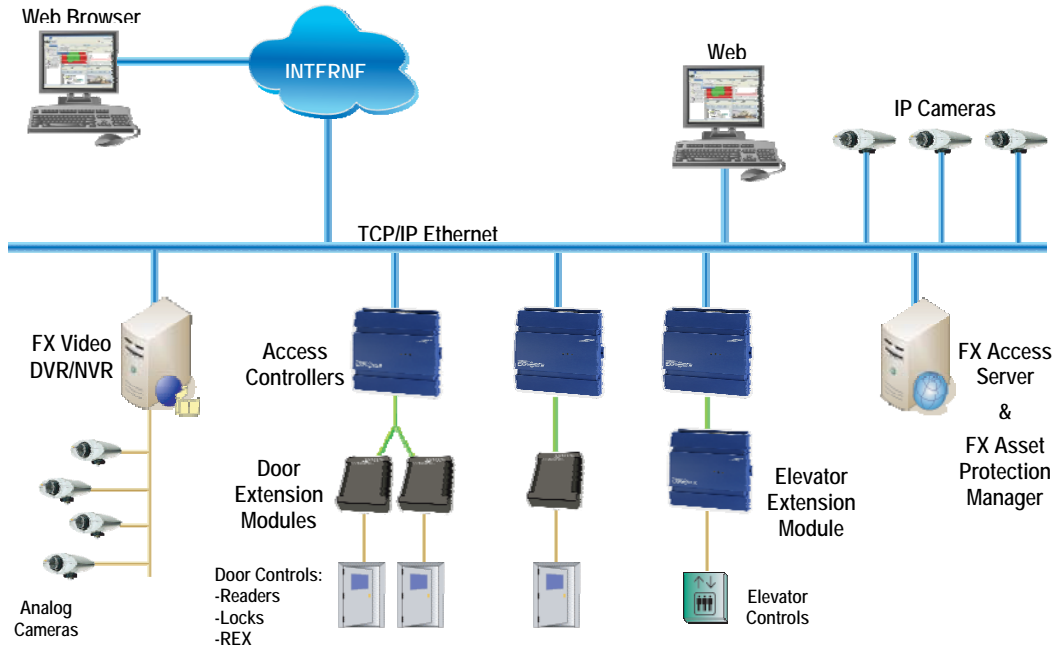 Web Browser
INTERNE
Web
IP Cameras
TCP/IP Ethernet
FX Video
DVR/NVR
Access
Controllers
FX Access
Server
&
FX Asset
Protection
Manager
Door
Extension
Modules
Elevator
Extension
Module
Door Controls:
-Readers
-Locks
-REX
Analog
Cameras
Elevator
Controls